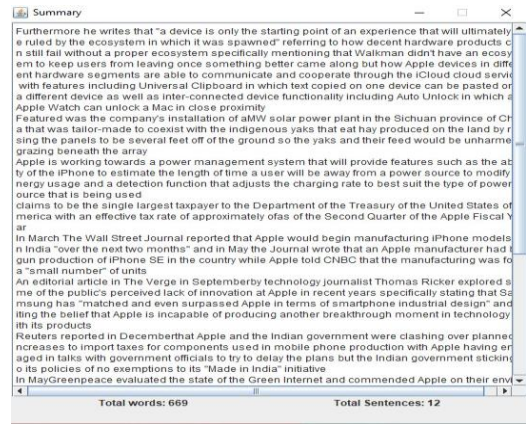 Summary
Furthermore he writes that "a device is only the starting point of an experience that will ultimately
e ruled by the ecosystem in which it was spawned" referring to how decent hardware products c
n still fail without a proper ecosystem specifically mentioning that Walkman didn't have an ecosy
em to keep users from leaving once something better came along but how Apple devices in diffe
ent hardware segments are able to communicate and cooperate through the iCloud cloud servic
with features including Universal Clipboard in which text copied on one device can be pasted on
a different device as well as inter-connected device functionality including Auto Unlock in which a
Apple Watch can unlock a Mac in close proximity
Featured was the company's installation of aMW solar power plant in the Sichuan province of Ch
a that was tailor-made to coexist with the indigenous yaks that eat hay produced on the land by r
sing the panels to be several feet off of the ground so the yaks and their feed would be unharme
grazing beneath the array
Apple is working towards a power management system that will provide features such as the ab
ty of the iPhone to estimate the length of time a user will be away from a power source to modify
nergy usage and a detection function that adjusts the charging rate to best suit the type of power
ource that is being used
claims to be the single largest taxpayer to the Department of the Treasury of the United States of
merica with an effective tax rate of approximately ofas of the Second Quarter of the Apple Fiscal Y
ar
In March The Wall Street Journal reported that Apple would begin manufacturing iPhone models
n India "over the next two months" and in May the Journal wrote that an Apple manufacturer had b
gun production of iPhone SE in the country while Apple told CNBC that the manufacturing was fo
a "small number" of units
An editorial article in The Verge in Septemberby technology journalist Thomas Ricker explored s
me of the public's perceived lack of innovation at Apple in recent years specifically stating that Sa
msung has "matched and even surpassed Apple in terms of smartphone industrial design" and
iting the belief that Apple is incapable of producing another breakthrough moment in technology
ith its products
Reuters reported in Decemberthat Apple and the Indian government were clashing over planned
ncreases to import taxes for components used in mobile phone production with Apple having en
aged in talks with government officials to try to delay the plans but the Indian government sticking
o its policies of no exemptions to its "Made in India" initiative
In MayGreenpeace evaluated the state of the Green Internet and commended Apple on their envi
Total words: 669 Total Sentences: 12